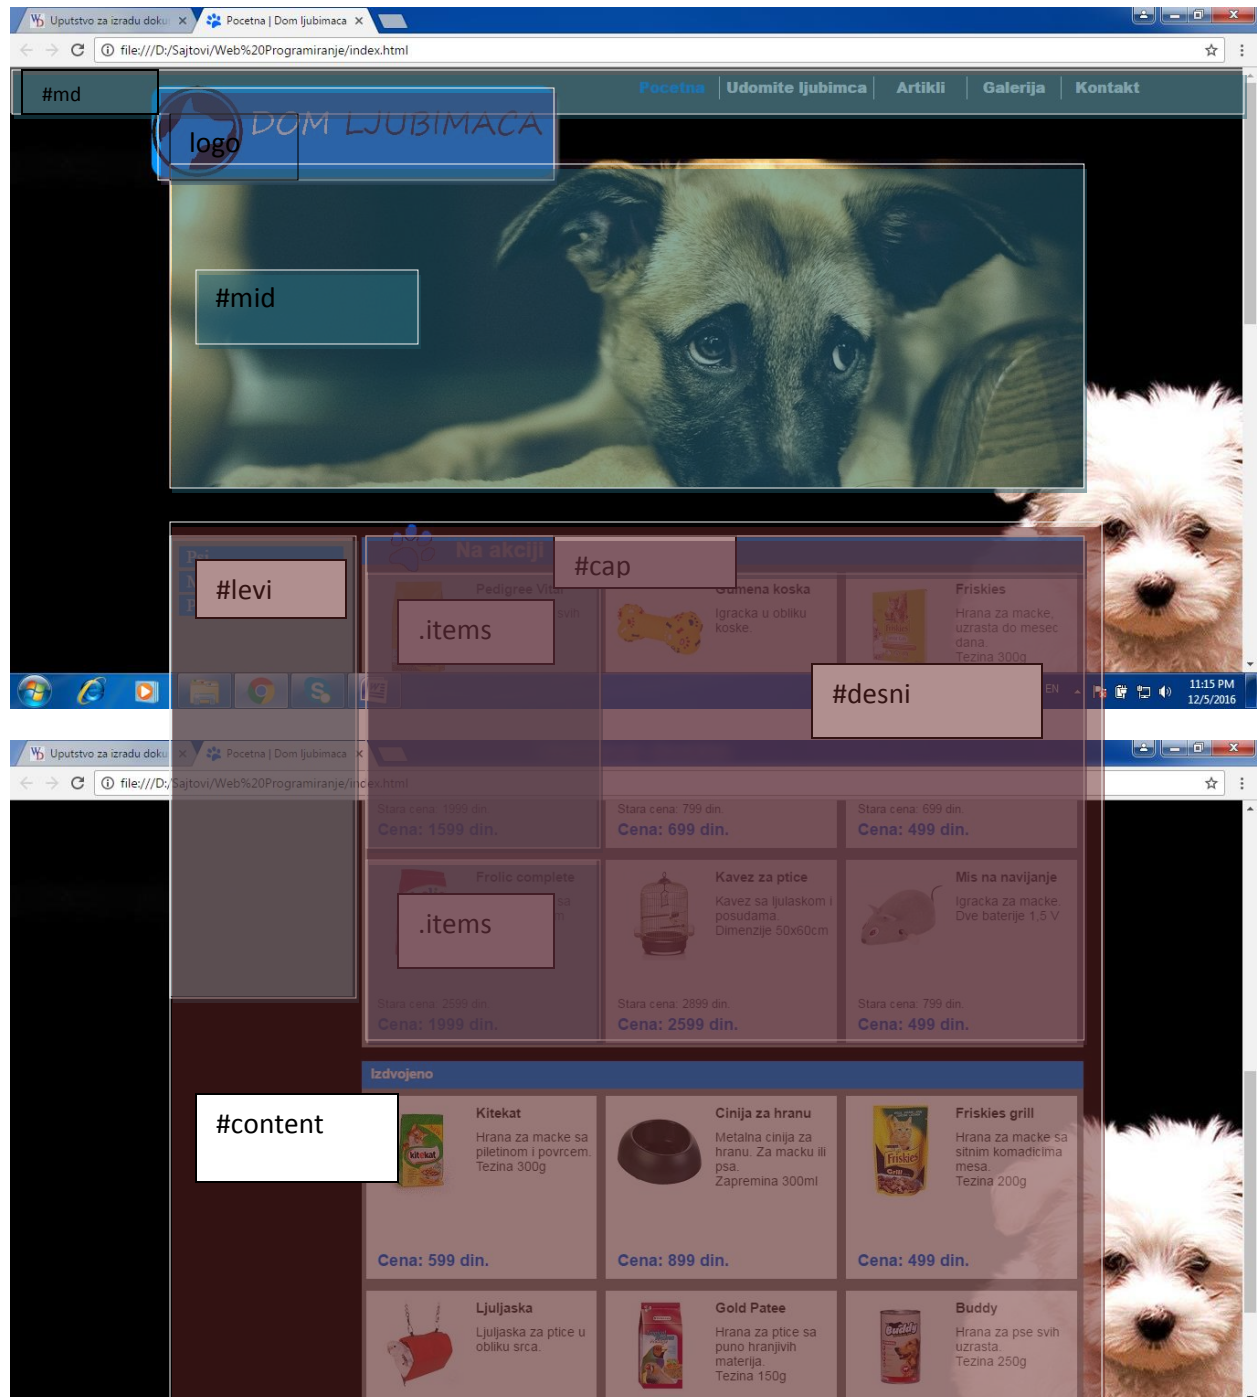 Uputstvo za izradu doku
Pocetna | Dom ljubimaca
file:///D:/Sajtovi/Web%20Programiranje/index.html
#md
Pocetna
Udomite ljubimca
Artikli
Galerija
Kontakt
DOM LJUBIMACA
logo
#mid
Psi
Na akciji
#cap
#levi
Pedigree Vital
svih
.items
Gumena koska
Igracka u obliku
koske.
Friskies
Hrana za macke,
uzrasta do mesec
dana.
Tezina 300g
#desni
EN
11:15 PM
12/5/2016
Uputstvo za izradu doku
Pocetna | Dom ljubimaca
file:///D:/Sajtovi/Web%20Programiranje/index.html
Stara cena: 1999 din.
Cena: 1599 din.
Stara cena: 799 din.
Cena: 699 din.
Stara cena: 699 din.
Cena: 499 din.
Frolic complete
sa
.items
Stara cena: 2599 din.
Cena: 1999 din.
Kavez za ptice
Kavez sa ljulaskom i
posudama.
Dimenzije 50x60cm
Stara cena: 2899 din.
Cena: 2599 din.
Mis na navijanje
Igracka za macke.
Dve baterije 1,5 V
Stara cena: 799 din.
Cena: 499 din.
Izdvojeno
#content
Kitekat
Hrana za macke sa
piletinom i povrcem.
Tezina 300g
Cena: 599 din.
Cinija za hranu
Metalna cinija za
hranu. Za macku ili
psa.
Zapremina 300ml
Cena: 899 din.
Friskies grill
Hrana za macke sa
sitnim komadicima
mesa.
Tezina 200g
Cena: 499 din.
Ljuljaska
Ljuljaska za ptice u
obliku srca.
Gold Patee
Hrana za ptice sa
puno hranjivih
materija.
Tezina 150g
Buddy
Hrana za pse svih
uzrasta.
Tezina 250g